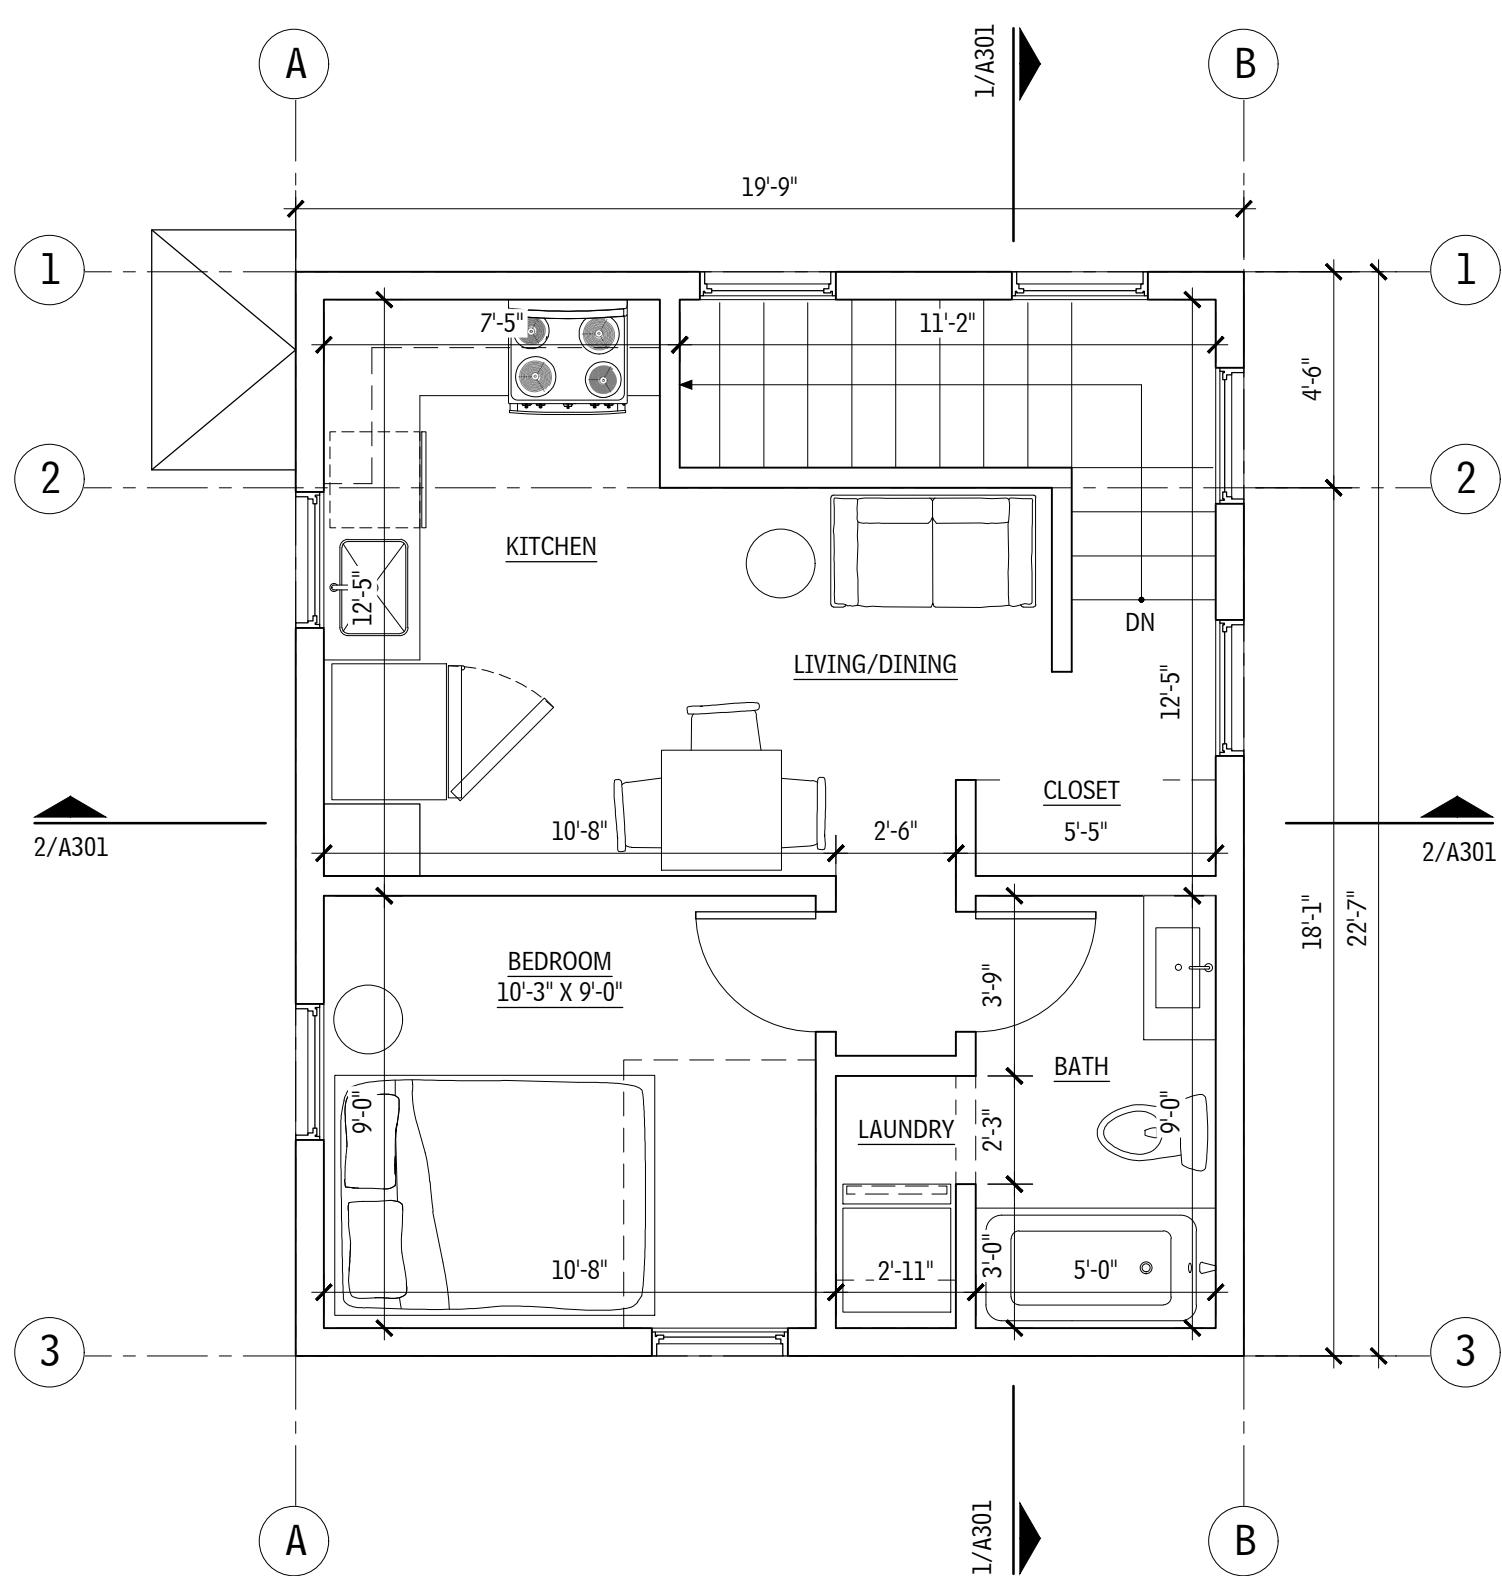 A
B
1/A301
19'-9"
1
1
7'-5"
11'-2"
4'-6"
2
2
KITCHEN
12'-5"
DN
LIVING/DINING
12'-5"
CLOSET
10'-8"
2'-6"
5'-5"
2/A301
2/A301
18'-1"
22'-7"
BEDROOM
10'-3" X 9'-0"
3'-9"
BATH
9'-0"
LAUNDRY
2'-3"
9'-0"
10'-8"
2'-11"
3'-0"
5'-0"
3
3
1/A301
A
B